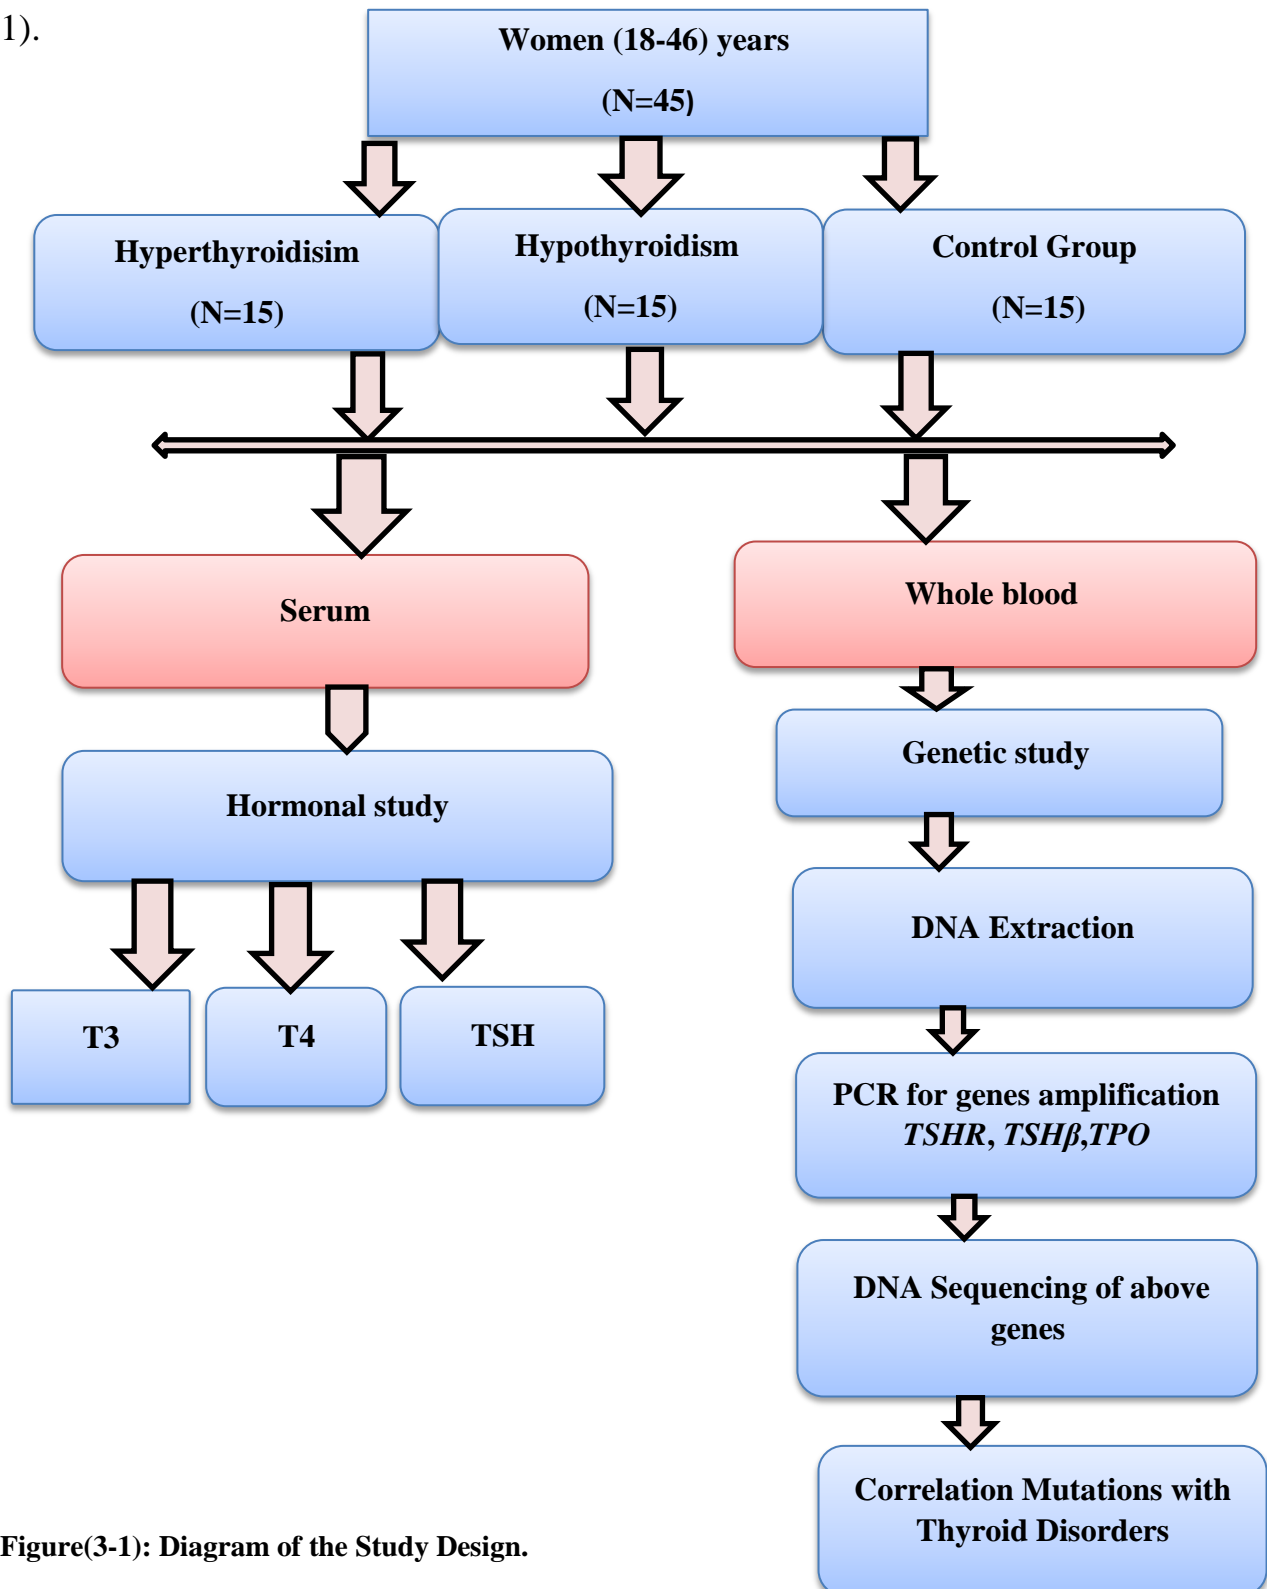 1).
Women (18-46) years
(N=45)
Hyperthyroidisim
(N=15)
Hypothyroidism
(N=15)
Control Group
(N=15)
Serum
Whole blood
Hormonal study
Genetic study
DNA Extraction
T3
T4
TSH
PCR for genes amplification
TSHR, TSHβ,TPO
DNA Sequencing of above
genes
Correlation Mutations with
Thyroid Disorders
Figure(3-1): Diagram of the Study Design.